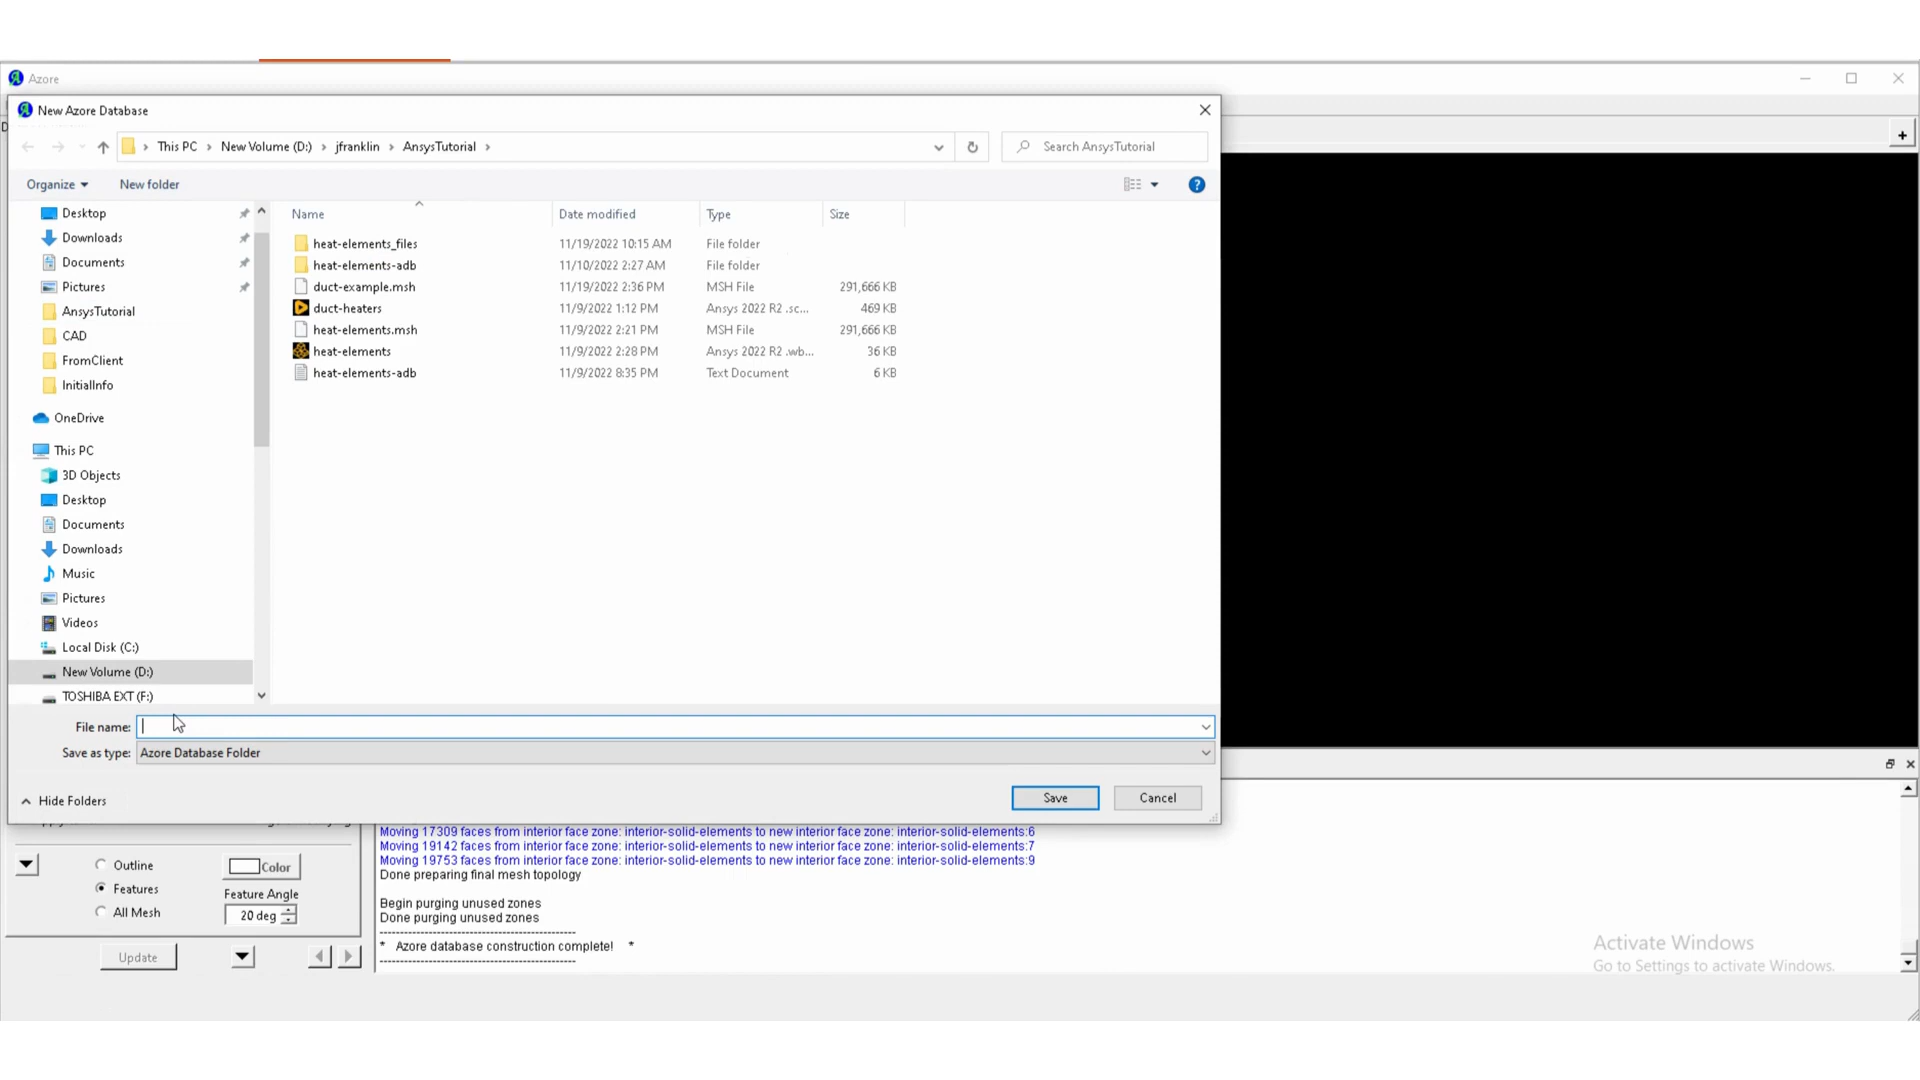 Azore
New Azore Database
This PC > New Volume (D:) > jfranklin > AnsysTutorial >
Search AnsysTutorial
Organize
New folder
Name
Date modified
Type
Size
Desktop
Downloads
Documents
Pictures
AnsysTutorial
CAD
FromClient
InitialInfo
OneDrive
This PC
3D Objects
Desktop
Documents
Downloads
Music
Pictures
Videos
Local Disk (C:)
New Volume (D:)
TOSHIBA EXT (F:)
heat-elements_files 11/19/2022 10:15 AM File folder
heat-elements-adb 11/10/2022 2:27 AM File folder
duct-example.msh 11/19/2022 2:36 PM MSH File 291,666 KB
duct-heaters 11/9/2022 1:12 PM Ansys 2022 R2 .sc... 469 KB
heat-elements.msh 11/9/2022 2:21 PM MSH File 291,666 KB
heat-elements 11/9/2022 2:28 PM Ansys 2022 R2 .wb... 36 KB
heat-elements-adb 11/9/2022 8:35 PM Text Document 6 KB
File name:
Save as type: Azore Database Folder
Hide Folders
Save
Cancel
Outline
Features
All Mesh
Color
Feature Angle
20 deg
Update
Moving 17309 faces from interior face zone: interior-solid-elements to new interior face zone: interior-solid-elements:6
Moving 19142 faces from interior face zone: interior-solid-elements to new interior face zone: interior-solid-elements:7
Moving 19753 faces from interior face zone: interior-solid-elements to new interior face zone: interior-solid-elements:9
Done preparing final mesh topology
Begin purging unused zones
Done purging unused zones
------------------------------------------------
* Azore database construction complete! *
------------------------------------------------
Activate Windows
Go to Settings to activate Windows.